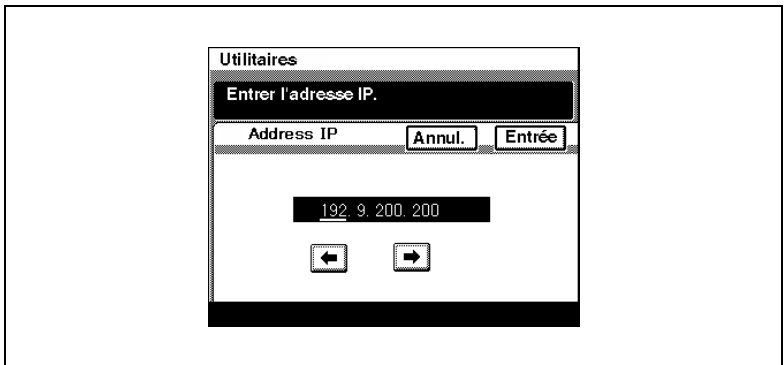 Utilitaires
Entrer l'adresse IP.
Address IP Annul. Entrée
192. 9. 200. 200